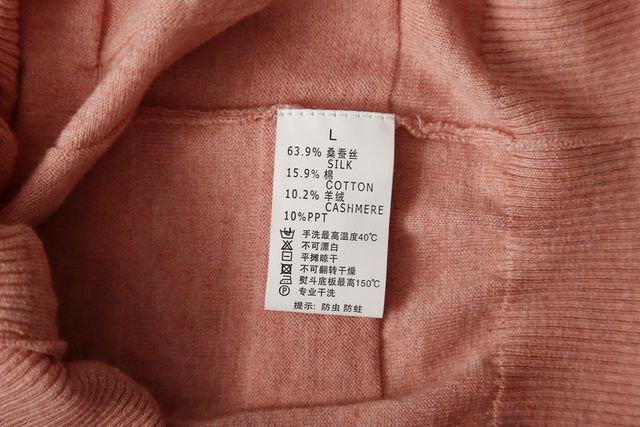 L
63.9% 桑蚕丝
SILK
15.9% 棉
COTTON
10.2% 羊绒
CASHMERE
10%PPT
手洗最高温度40℃
不可漂白
平摊晾干
不可翻转干燥
熨斗底板最高150℃
Ⓟ 专业干洗
提示: 防虫 防蛀